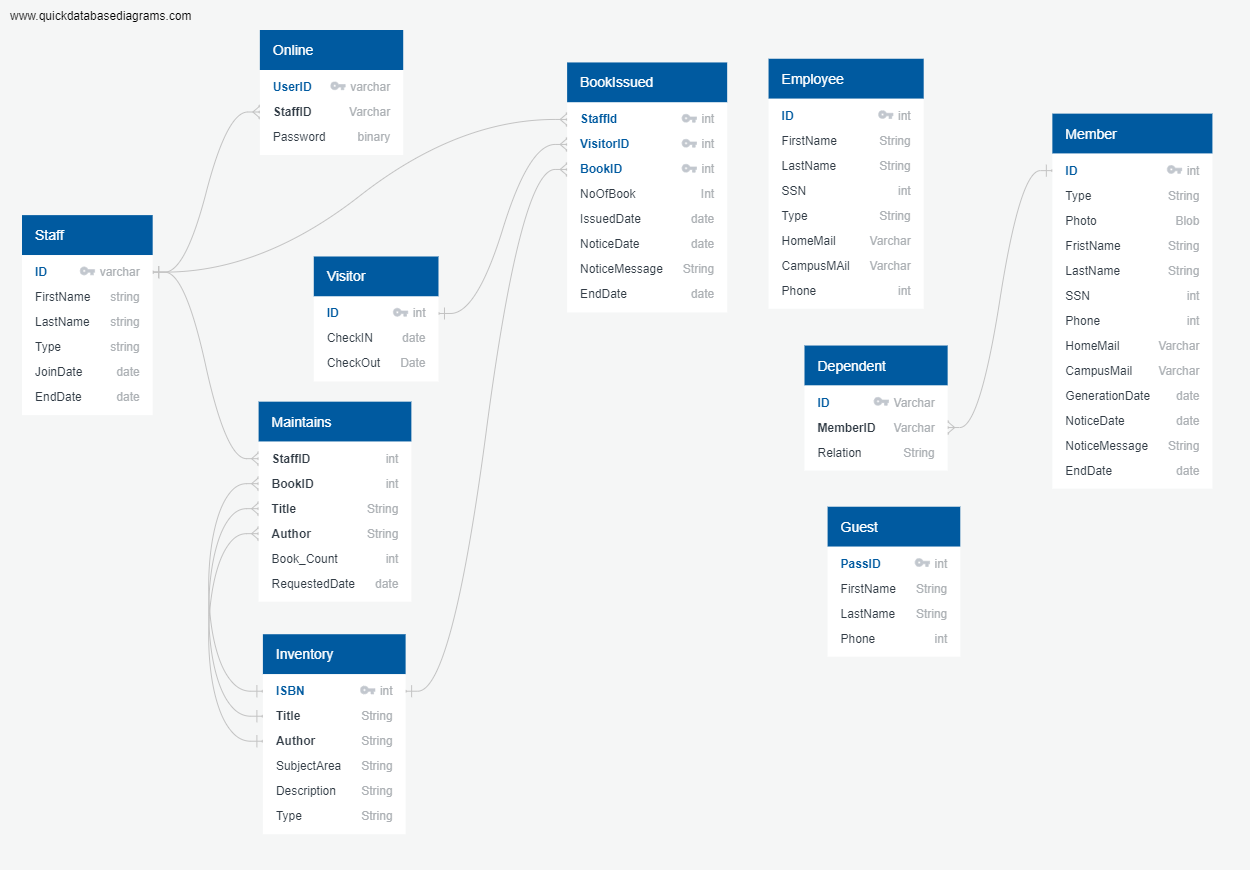 www.quickdatabasediagrams.com
Online
UserID varchar
StaffID Varchar
Password binary
BookIssued
StaffId int
VisitorID int
BookID int
NoOfBook Int
IssuedDate date
NoticeDate date
NoticeMessage String
EndDate date
Employee
ID int
FirstName String
LastName String
SSN int
Type String
HomeMail Varchar
CampusMAil Varchar
Phone int
Member
ID int
Type String
Photo Blob
FristName String
LastName String
SSN int
Phone int
HomeMail Varchar
CampusMail Varchar
GenerationDate date
NoticeDate date
NoticeMessage String
EndDate date
Staff
ID varchar
FirstName string
LastName string
Type string
JoinDate date
EndDate date
Visitor
ID int
CheckIN date
CheckOut Date
Dependent
ID Varchar
MemberID Varchar
Relation String
Maintains
StaffID int
BookID int
Title String
Author String
Book_Count int
RequestedDate date
Guest
PassID int
FirstName String
LastName String
Phone int
Inventory
ISBN int
Title String
Author String
SubjectArea String
Description String
Type String